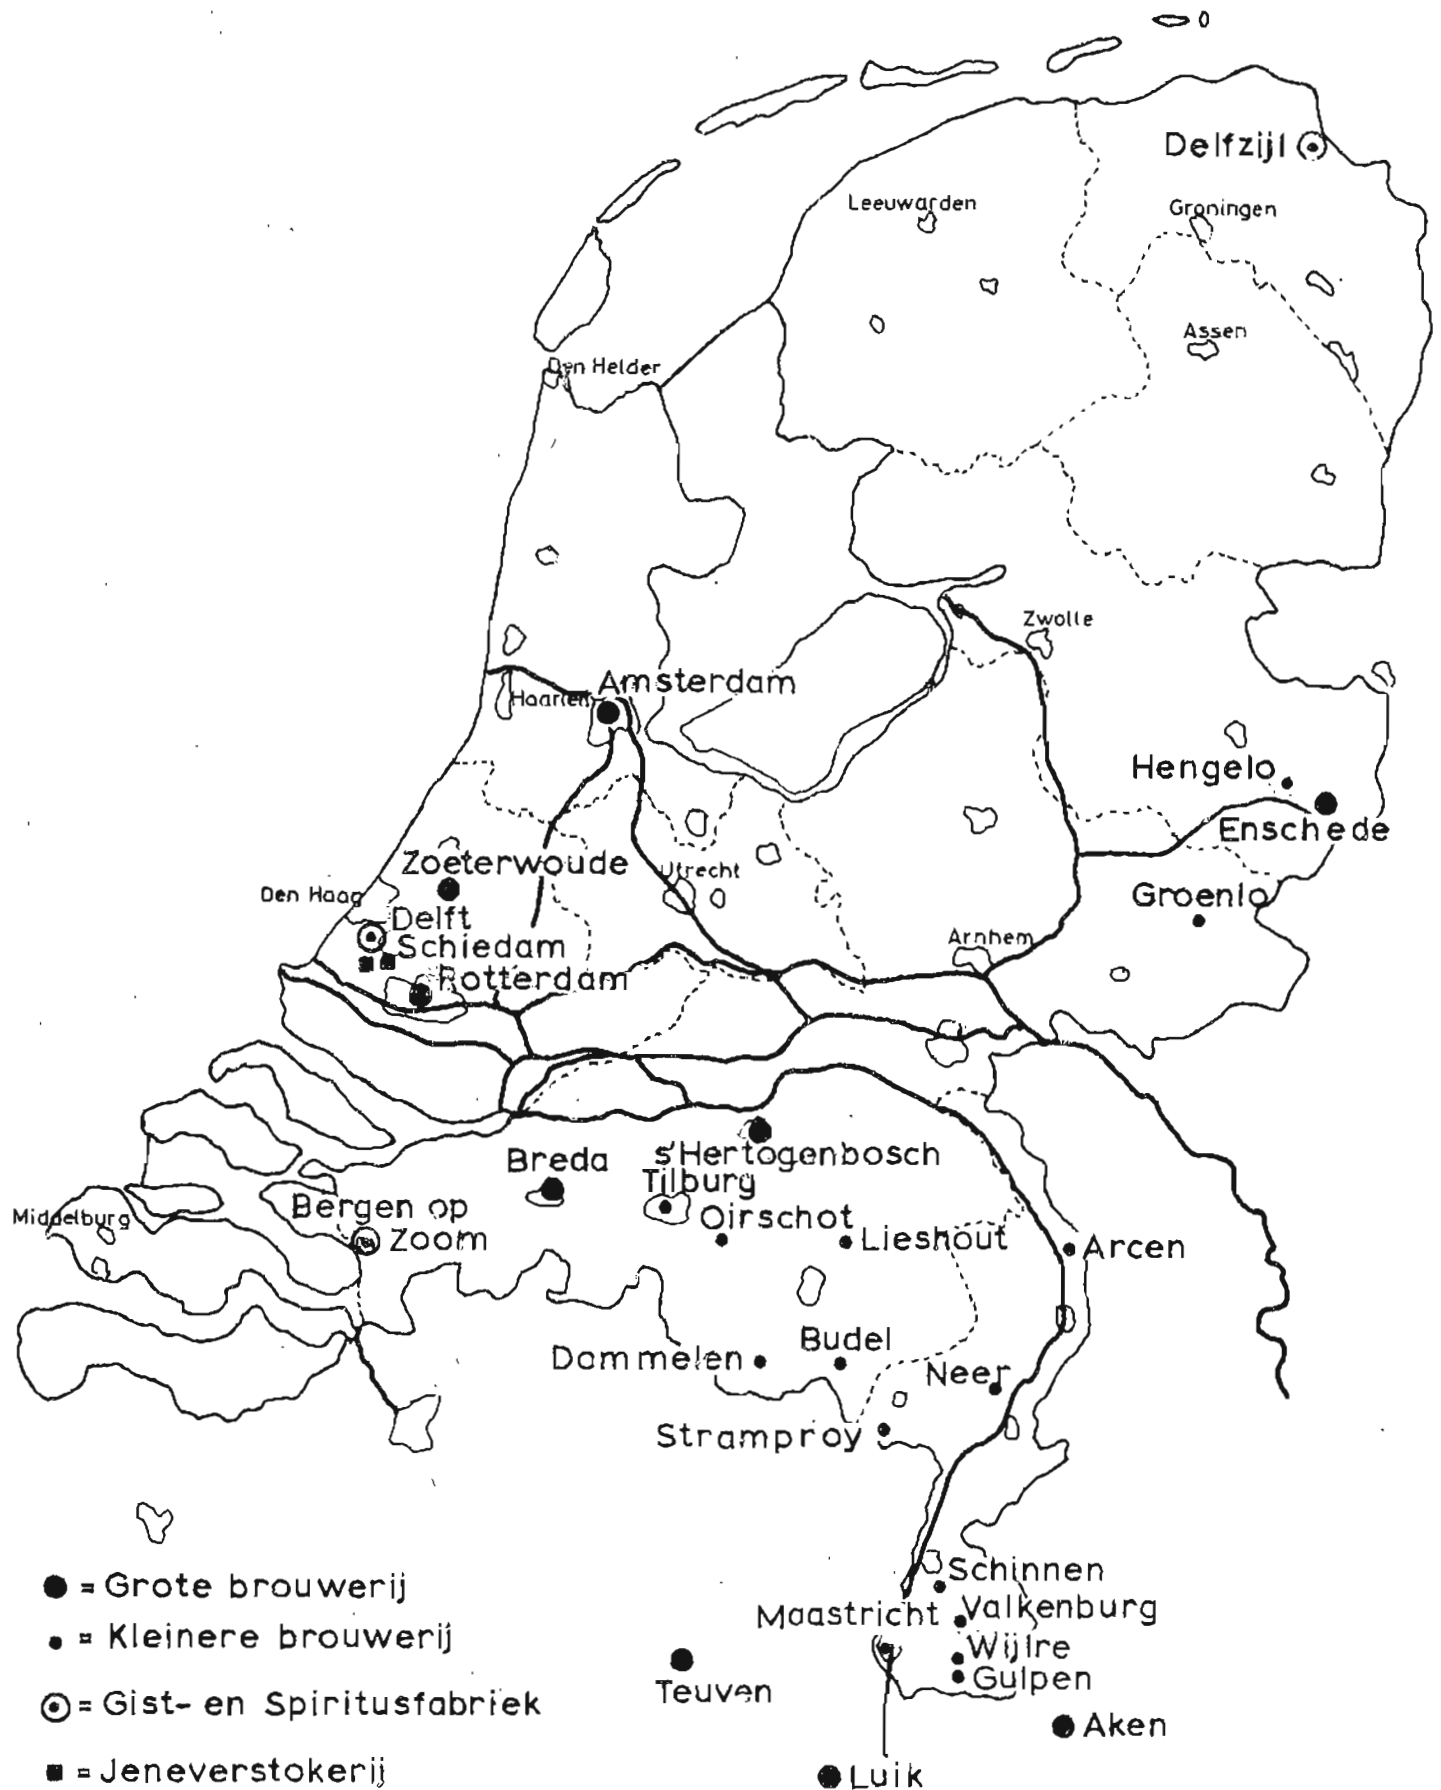 Delfzijl
Leeuwarden
Groningen
Assen
Den Helder
Zwolle
Amsterdam
Haarlem
Hengelo
Enschede
Zoeterwoude
Utrecht
Den Haag
Groenlo
Delft
Arnhem
Schiedam
Rotterdam
Breda
s'Hertogenbosch
Tilburg
Bergen op
Zoom
Middelburg
Oirschot
Lieshout
Arcen
Budel
Dommelen
Neer
Stramproy
Schinnen
Maastricht
Valkenburg
Wijlre
Gulpen
Teuven
Aken
Luik
= Grote brouwerij
= Kleinere brouwerij
= Gist- en Spiritusfabriek
= Jeneverstokerij